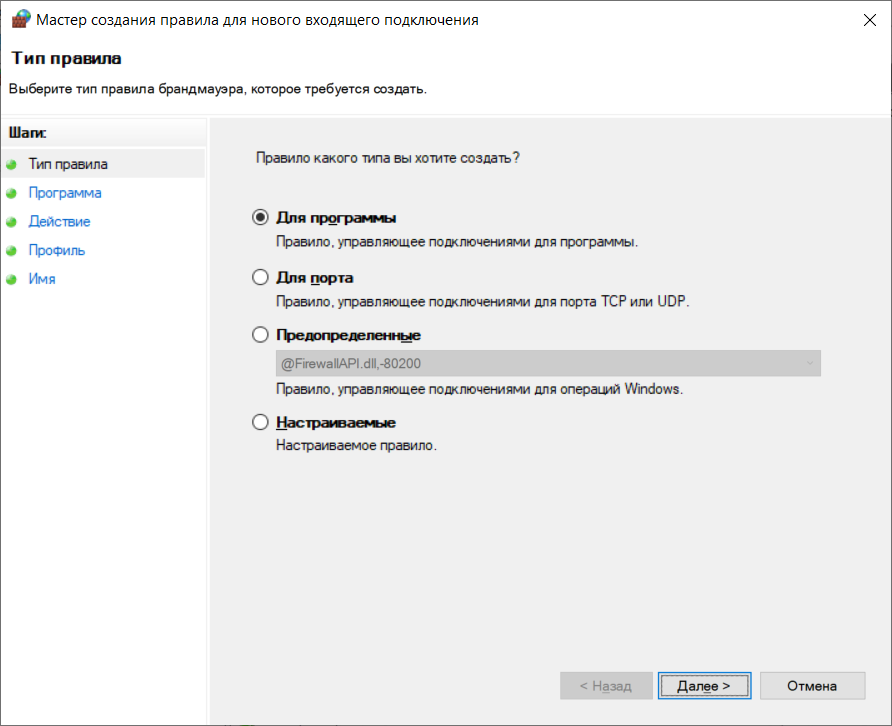 Мастер создания правила для нового входящего подключения
Тип правила
Выберите тип правила брандмауэра, которое требуется создать.
Шаги:
Тип правила
Программа
Действие
Профиль
Имя
Правило какого типа вы хотите создать?
Для программы
Правило, управляющее подключениями для программы.
Для порта
Правило, управляющее подключениями для порта TCP или UDP.
Предопределенные
@FirewallAPI.dll,-80200
Правило, управляющее подключениями для операций Windows.
Настраиваемые
Настраиваемое правило.
< Назад
Далее >
Отмена